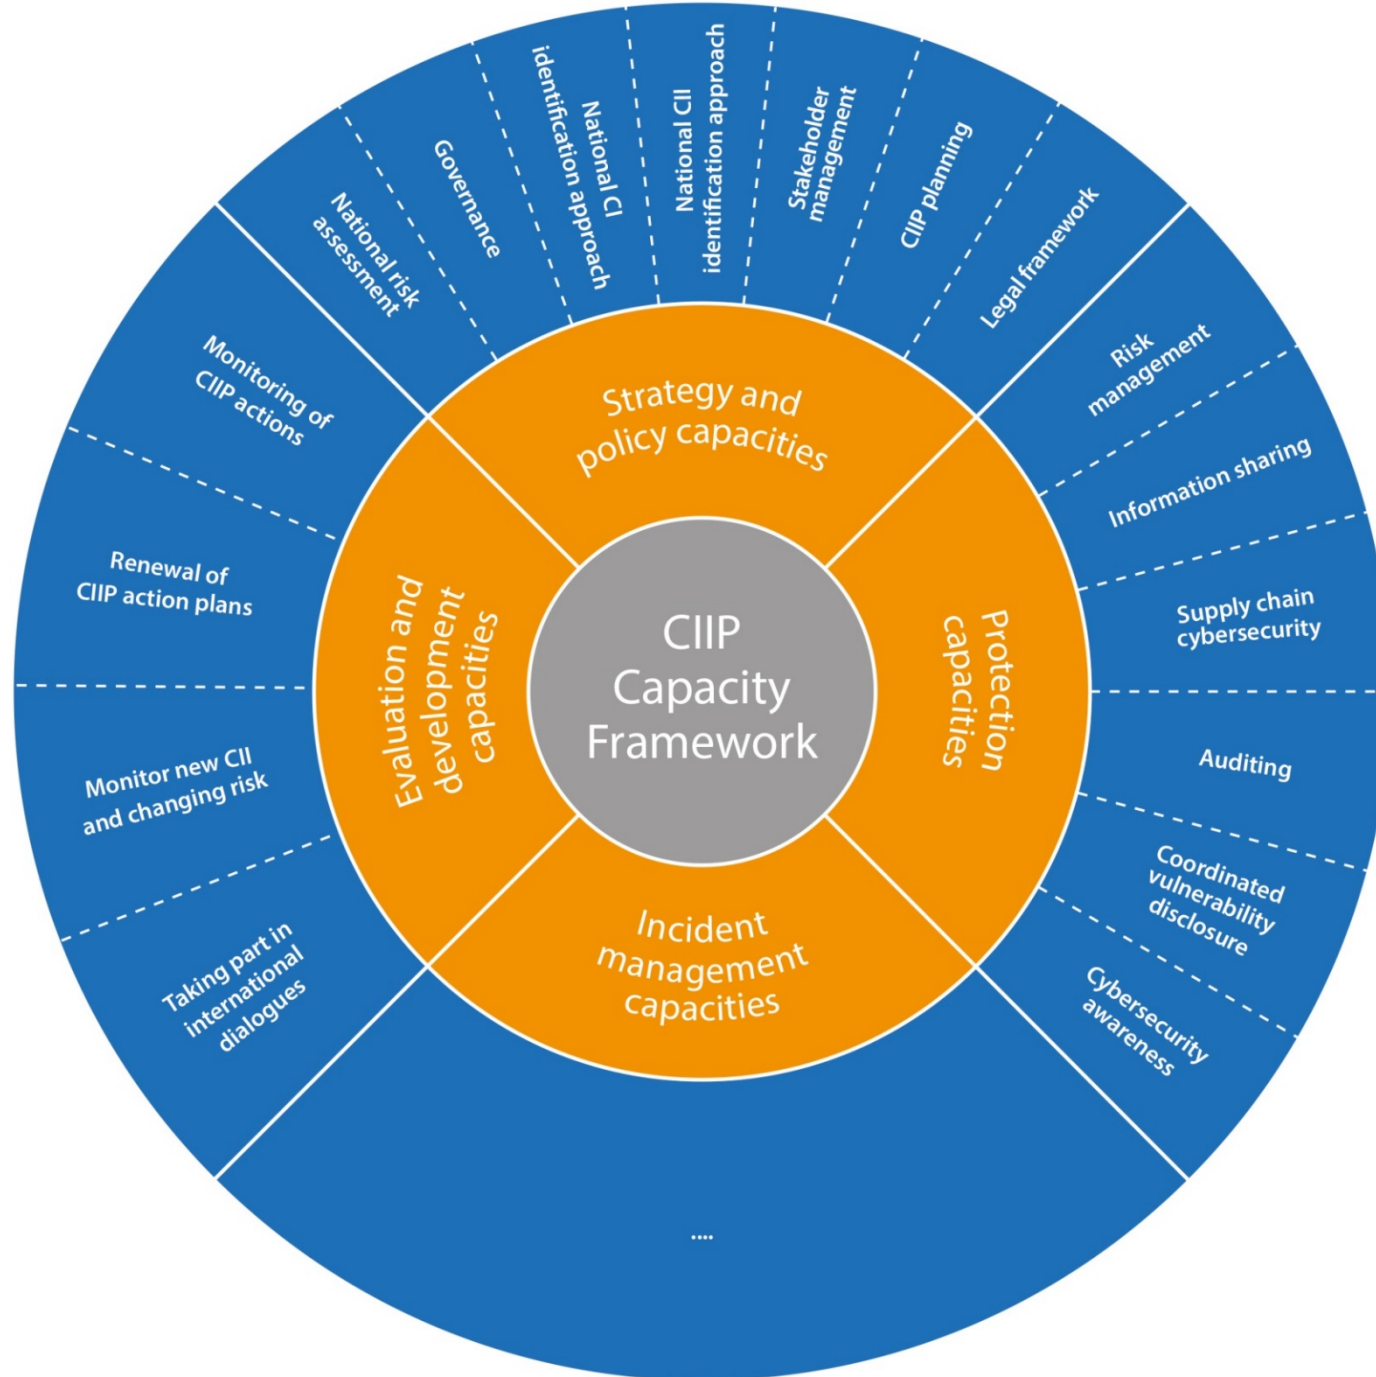 CIIP
Capacity
Framework
Strategy and
policy capacities
Protection
capacities
Incident
management
capacities
Evaluation and
development
capacities
National risk
assessment
Governance
National CI
identification approach
National CII
identification approach
Stakeholder
management
CIIP planning
Legal framework
Risk
management
Information sharing
Supply chain
cybersecurity
Auditing
Coordinated
vulnerability
disclosure
Cybersecurity
awareness
....
Taking part in
international
dialogues
Monitor new CII
and changing risk
Renewal of
CIIP action plans
Monitoring of
CIIP actions